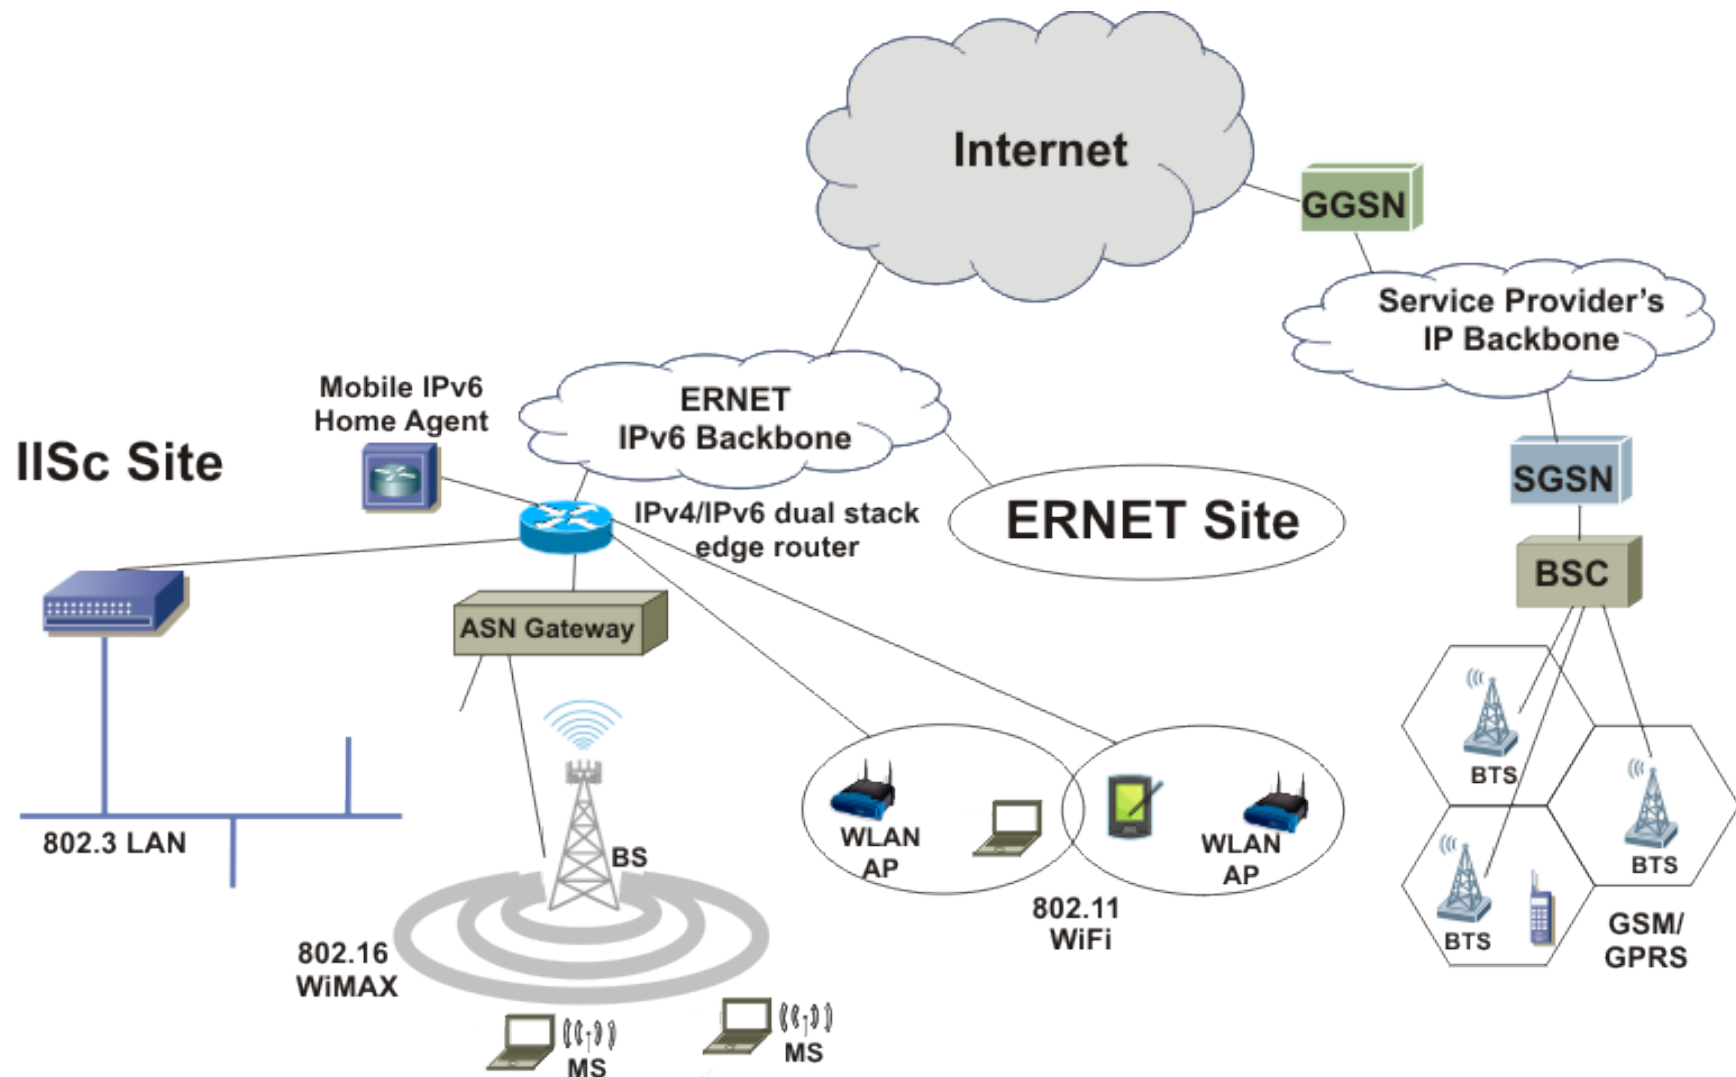 Internet
GGSN
Service Provider's
IP Backbone
Mobile IPv6
Home Agent
ERNET
IPv6 Backbone
IISc Site
SGSN
IPv4/IPv6 dual stack
edge router
ERNET Site
BSC
ASN Gateway
BTS
802.3 LAN
WLAN
AP
WLAN
AP
BS
BTS
802.11
WiFi
BTS
GSM/
GPRS
802.16
WiMAX
MS
MS